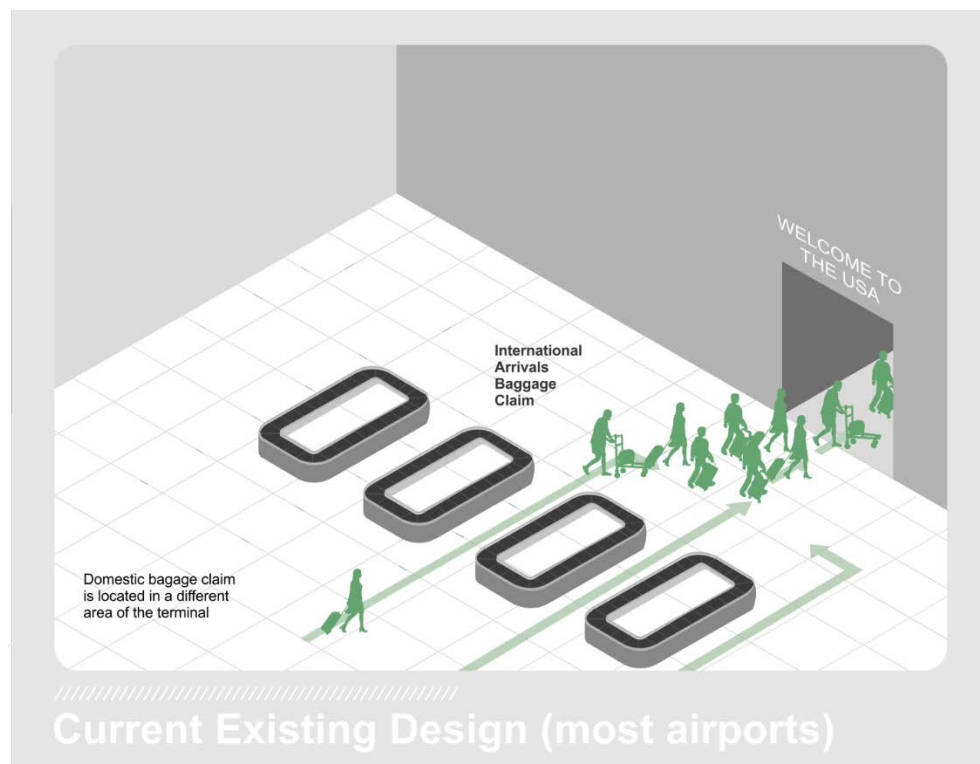 WELCOME TO
THE USA
International
Arrivals
Baggage
Claim
Domestic bagage claim
is located in a different
area of the terminal
Current Existing Design (most airports)